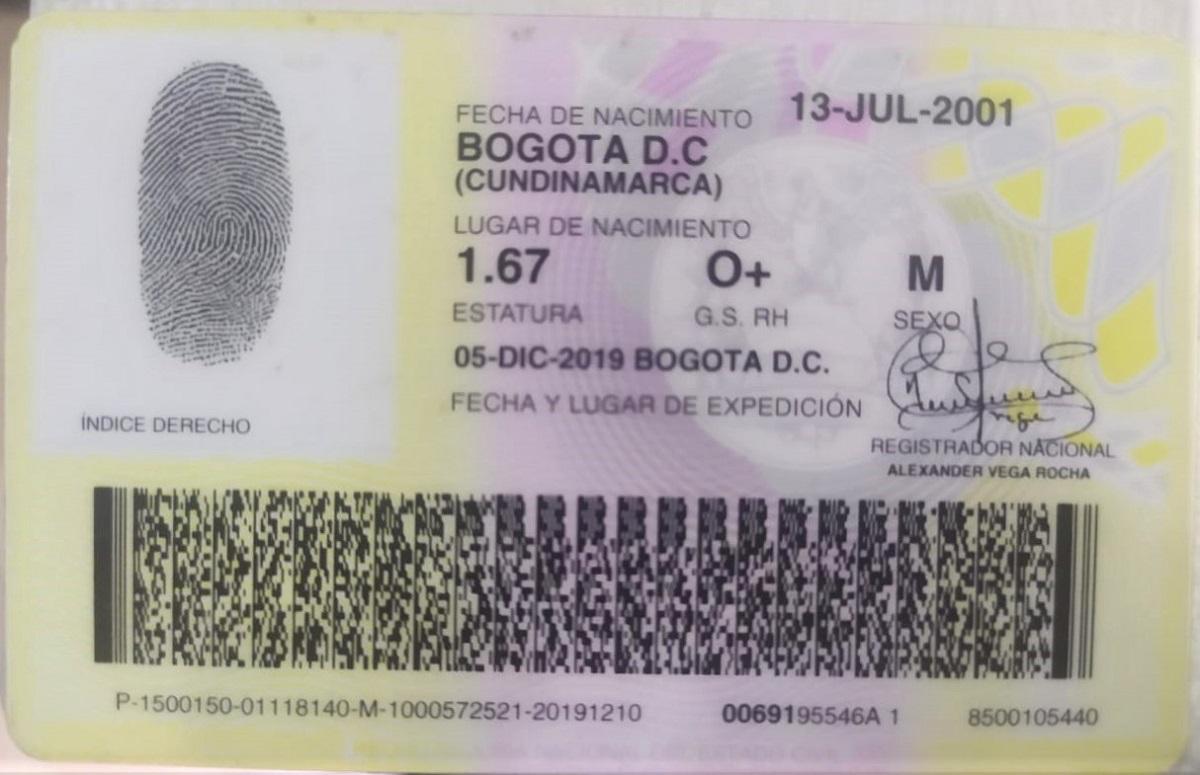 FECHA DE NACIMIENTO 13-JUL-2001
BOGOTA D.C
(CUNDINAMARCA)
LUGAR DE NACIMIENTO
1.67 O+ M
ESTATURA G.S. RH SEXO
05-DIC-2019 BOGOTA D.C.
FECHA Y LUGAR DE EXPEDICIÓN
ÍNDICE DERECHO
REGISTRADOR NACIONAL
ALEXANDER VEGA ROCHA
P-1500150-01118140-M-1000572521-20191210 0069195546A 1 8500105440